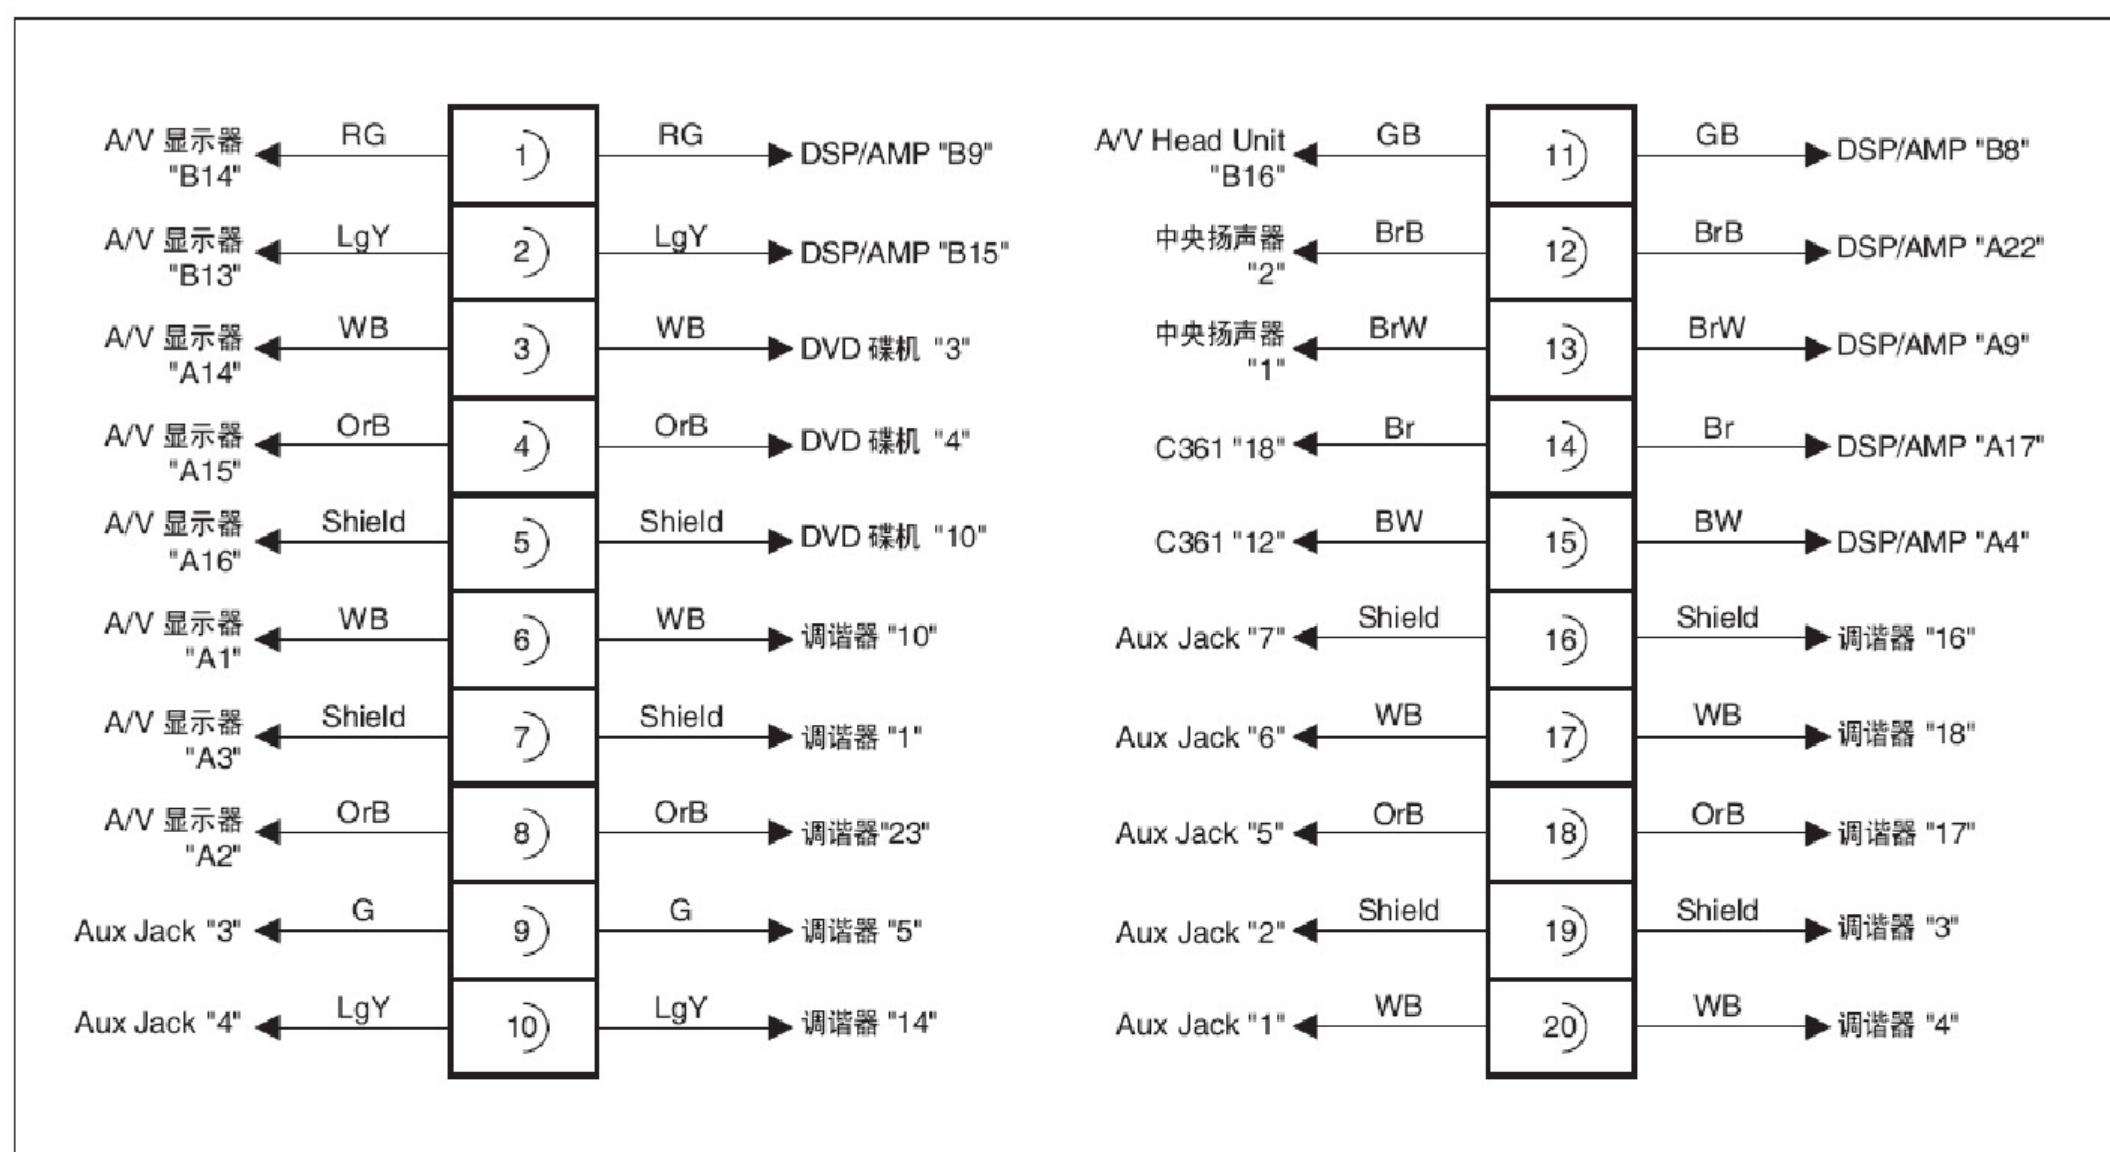 A/V 显示器 RG 1 RG DSP/AMP "B9"
"B14"
A/V 显示器 LgY 2 LgY DSP/AMP "B15"
"B13"
A/V 显示器 WB 3 WB DVD 碟机 "3"
"A14"
A/V 显示器 OrB 4 OrB DVD 碟机 "4"
"A15"
A/V 显示器 Shield 5 Shield DVD 碟机 "10"
"A16"
A/V 显示器 WB 6 WB 调谐器 "10"
"A1"
A/V 显示器 Shield 7 Shield 调谐器 "1"
"A3"
A/V 显示器 OrB 8 OrB 调谐器"23"
"A2"
Aux Jack "3" G 9 G 调谐器 "5"
Aux Jack "4" LgY 10 LgY 调谐器 "14"
A/V Head Unit GB 11 GB DSP/AMP "B8"
"B16"
中央扬声器 BrB 12 BrB DSP/AMP "A22"
"2"
中央扬声器 BrW 13 BrW DSP/AMP "A9"
"1"
C361 "18" Br 14 Br DSP/AMP "A17"
C361 "12" BW 15 BW DSP/AMP "A4"
Aux Jack "7" Shield 16 Shield 调谐器 "16"
Aux Jack "6" WB 17 WB 调谐器 "18"
Aux Jack "5" OrB 18 OrB 调谐器 "17"
Aux Jack "2" Shield 19 Shield 调谐器 "3"
Aux Jack "1" WB 20 WB 调谐器 "4"